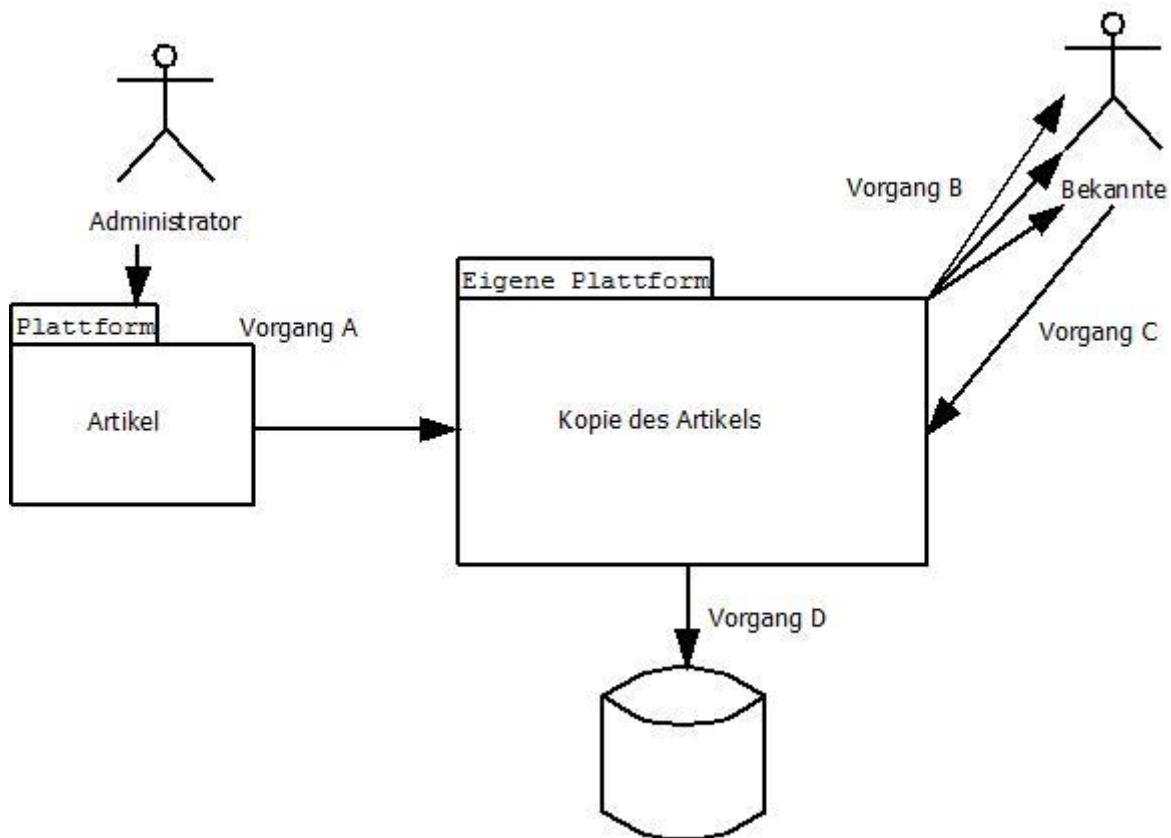 Administrator
Plattform
Vorgang A
Artikel
Eigene Plattform
Kopie des Artikels
Vorgang B
Bekannte
Vorgang C
Vorgang D